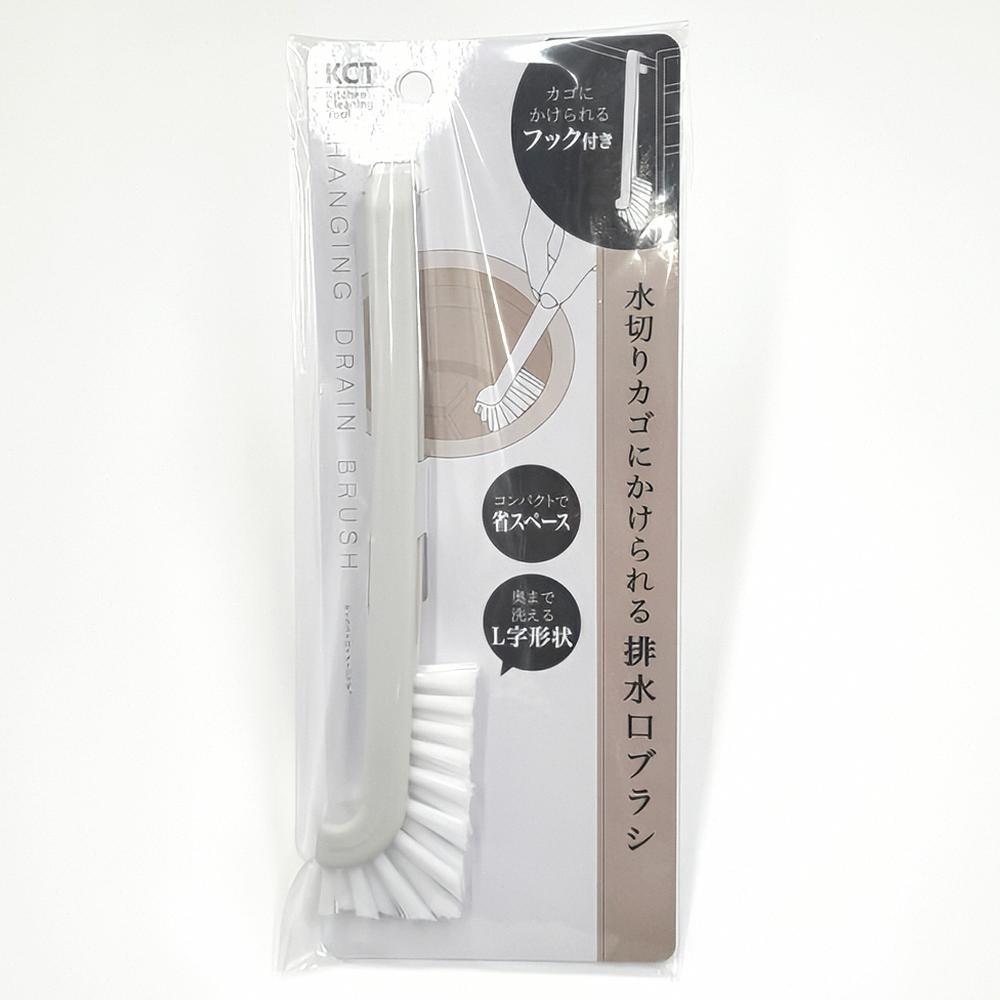 KCT
Kitchen
Cleaning
Tool
HANGING DRAIN BRUSH
カゴに
かけられる
フック付き
水切りカゴにかけられる 排水口ブラシ
コンパクトで
省スペース
奥まで
洗える
L字形状